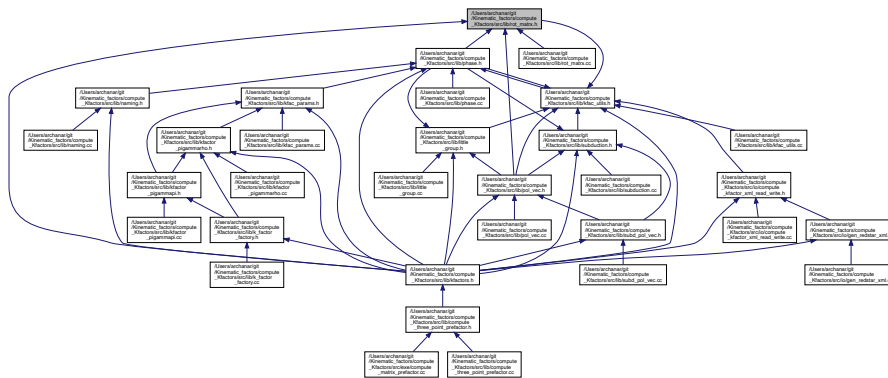 /Users/archanar/git
/Kinematic_factors/compute
_Kfactors/src/lib/rot_matrx.h
/Users/archanar/git
/Kinematic_factors/compute
_Kfactors/src/lib/phase.h
/Users/archanar/git
/Kinematic_factors/compute
_Kfactors/src/lib/rot_matrx.cc
/Users/archanar/git
/Kinematic_factors/compute
_Kfactors/src/lib/naming.h
/Users/archanar/git
/Kinematic_factors/compute
_Kfactors/src/lib/kfac_params.h
/Users/archanar/git
/Kinematic_factors/compute
_Kfactors/src/lib/phase.cc
/Users/archanar/git
/Kinematic_factors/compute
_Kfactors/src/lib/kfac_utils.h
/Users/archanar/git
/Kinematic_factors/compute
_Kfactors/src/lib/naming.cc
/Users/archanar/git
/Kinematic_factors/compute
_Kfactors/src/lib/kfactor
_pigammarho.h
/Users/archanar/git
/Kinematic_factors/compute
_Kfactors/src/lib/kfac_params.cc
/Users/archanar/git
/Kinematic_factors/compute
_Kfactors/src/lib/little
_group.h
/Users/archanar/git
/Kinematic_factors/compute
_Kfactors/src/lib/subduction.h
/Users/archanar/git
/Kinematic_factors/compute
_Kfactors/src/lib/kfac_utils.cc
/Users/archanar/git
/Kinematic_factors/compute
_Kfactors/src/lib/kfactor
_pigammapi.h
/Users/archanar/git
/Kinematic_factors/compute
_Kfactors/src/lib/kfactor
_pigammarho.cc
/Users/archanar/git
/Kinematic_factors/compute
_Kfactors/src/lib/little
_group.cc
/Users/archanar/git
/Kinematic_factors/compute
_Kfactors/src/lib/pol_vec.h
/Users/archanar/git
/Kinematic_factors/compute
_Kfactors/src/lib/subduction.cc
/Users/archanar/git
/Kinematic_factors/compute
_Kfactors/src/io/compute
_kfactor_xml_read_write.h
/Users/archanar/git
/Kinematic_factors/compute
_Kfactors/src/lib/kfactor
_pigammapi.cc
/Users/archanar/git
/Kinematic_factors/compute
_Kfactors/src/lib/k_factor
_factory.h
/Users/archanar/git
/Kinematic_factors/compute
_Kfactors/src/lib/pol_vec.cc
/Users/archanar/git
/Kinematic_factors/compute
_Kfactors/src/lib/subd_pol_vec.h
/Users/archanar/git
/Kinematic_factors/compute
_Kfactors/src/io/compute
_kfactor_xml_read_write.cc
/Users/archanar/git
/Kinematic_factors/compute
_Kfactors/src/io/gen_redstar_xml.h
/Users/archanar/git
/Kinematic_factors/compute
_Kfactors/src/lib/k_factor
_factory.cc
/Users/archanar/git
/Kinematic_factors/compute
_Kfactors/src/lib/kfactors.h
/Users/archanar/git
/Kinematic_factors/compute
_Kfactors/src/lib/subd_pol_vec.cc
/Users/archanar/git
/Kinematic_factors/compute
_Kfactors/src/io/gen_redstar_xml.cc
/Users/archanar/git
/Kinematic_factors/compute
_Kfactors/src/lib/compute
_three_point_prefactor.h
/Users/archanar/git
/Kinematic_factors/compute
_Kfactors/src/exe/compute
_matrix_prefactor.cc
/Users/archanar/git
/Kinematic_factors/compute
_Kfactors/src/lib/compute
_three_point_prefactor.cc